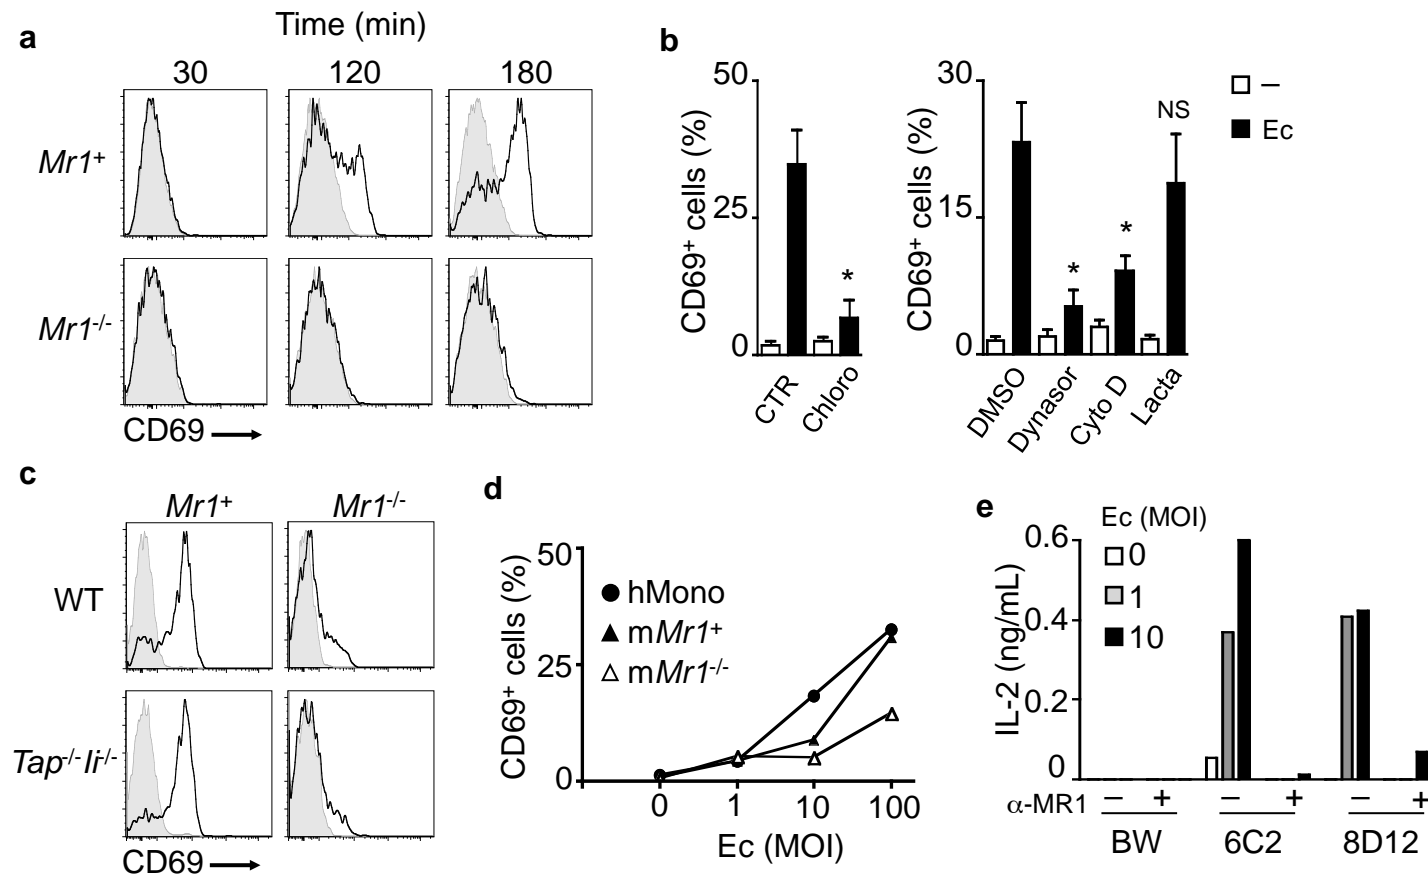 a
Time (min)
30 120 180
Mr1+
Mr1-/-
CD69
b
50
25
0
CD69+ cells (%)
CTR
Chloro
*
30
15
0
CD69+ cells (%)
DMSO
Dynasor
Cyto D
Lacta
*
*
NS
–
Ec
c
Mr1+ Mr1-/-
WT
Tap-/-Ii-/-
CD69
d
50
25
0
CD69+ cells (%)
hMono
mMr1+
mMr1-/-
0 1 10 100
Ec (MOI)
e
Ec (MOI)
0
1
10
0.6
0.4
0.2
0
IL-2 (ng/mL)
α-MR1 – + – + – +
BW 6C2 8D12